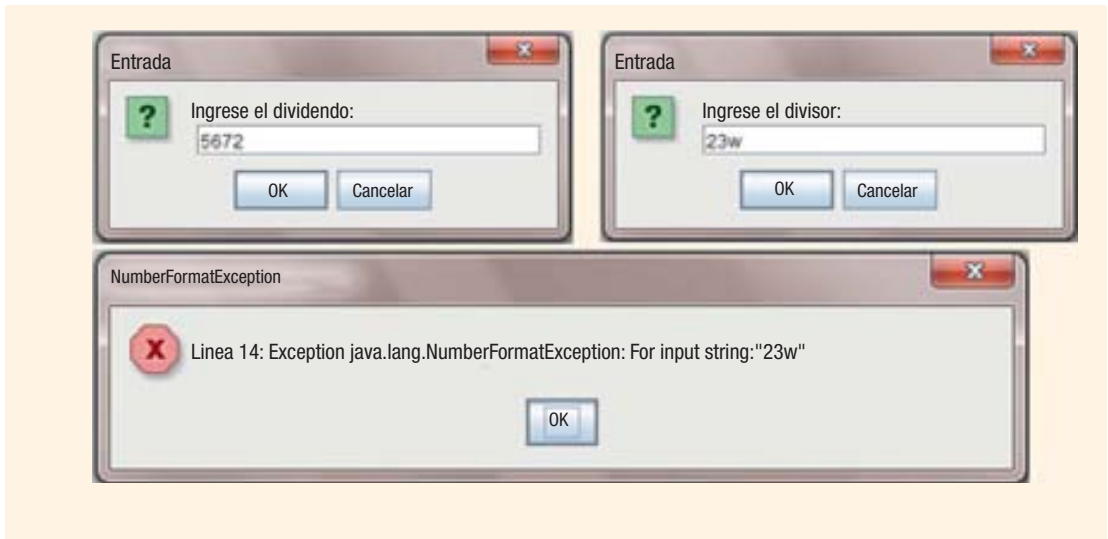 Entrada
Ingrese el dividendo:
5672
OK Cancelar
Entrada
Ingrese el divisor:
23w
OK Cancelar
NumberFormatException
Linea 14: Exception java.lang.NumberFormatException: For input string:"23w"
OK